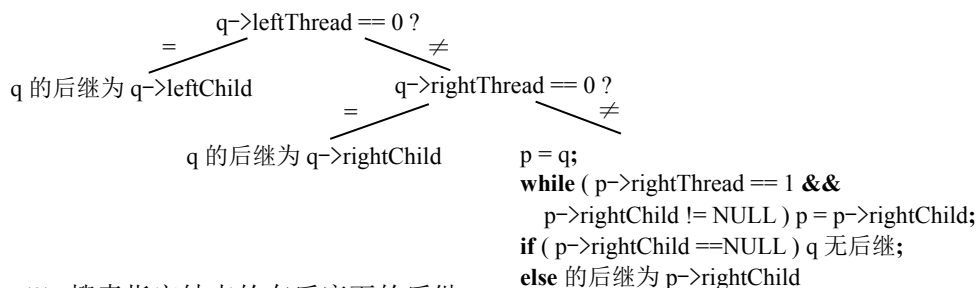 q->leftThread == 0 ?
= ≠
q 的后继为 q->leftChild
q->rightThread == 0 ?
= ≠
q 的后继为 q->rightChild
p = q;
while ( p->rightThread == 1 &&
p->rightChild != NULL ) p = p->rightChild;
if ( p->rightChild ==NULL ) q 无后继;
else 的后继为 p->rightChild